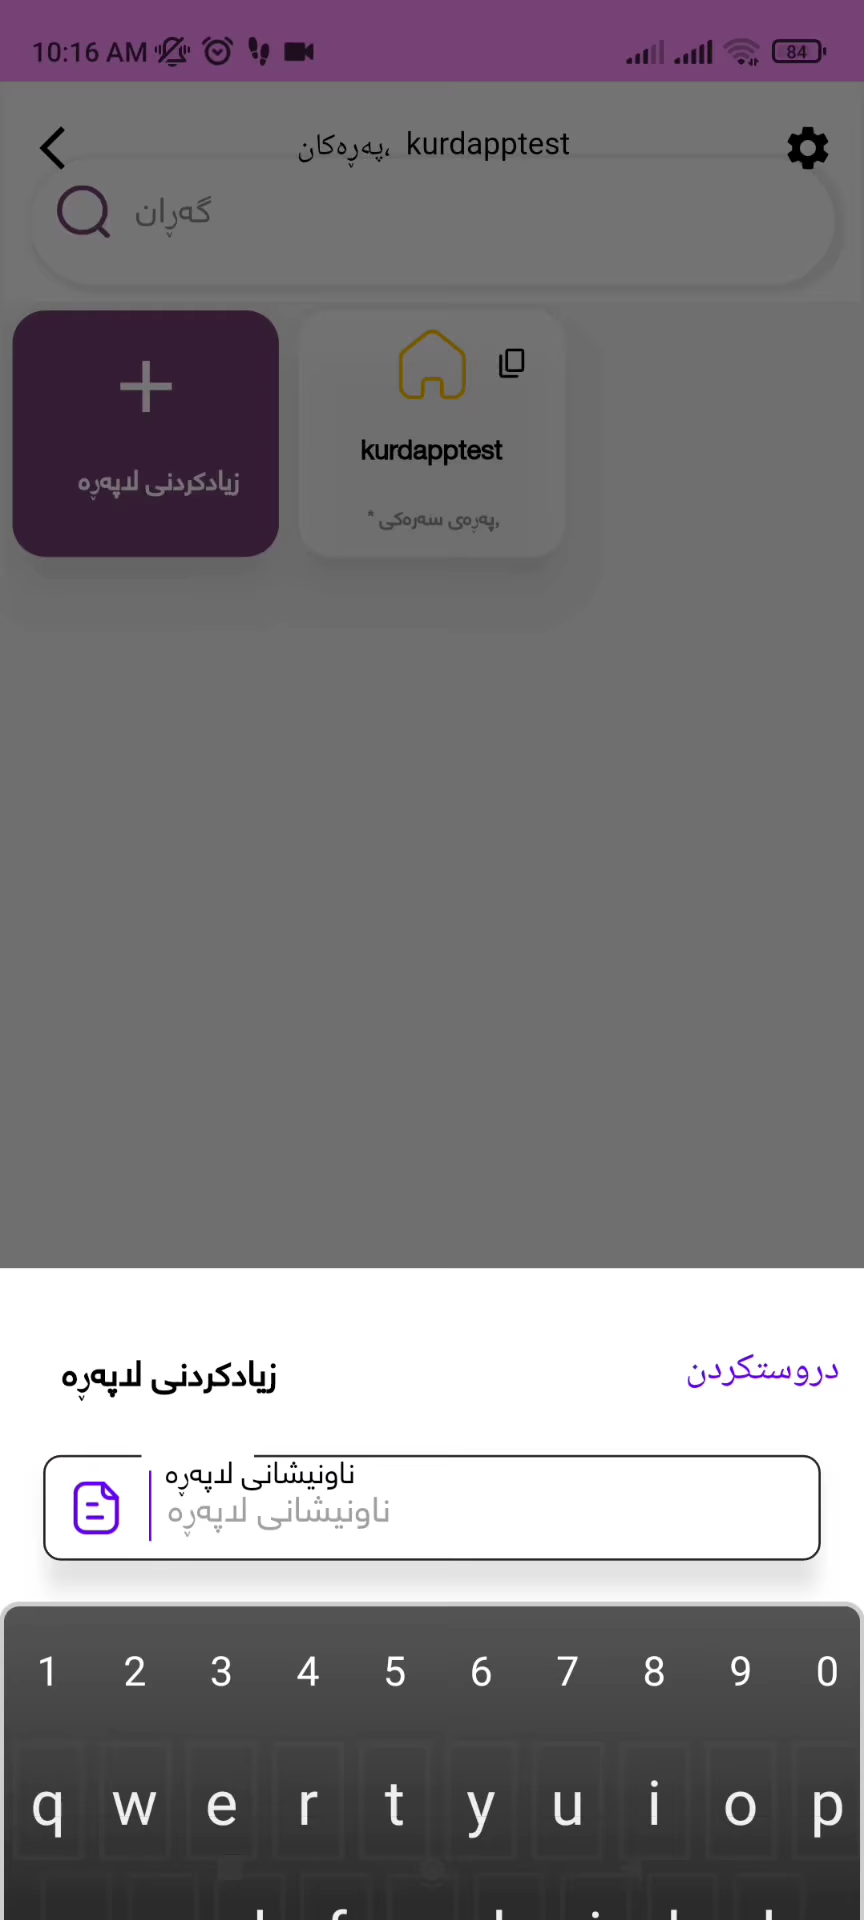 10:16 AM
84
پەڕەکان، kurdapptest
گەڕان
زیادکردنی لاپەڕە
kurdapptest
پەڕەی سەرەکی *,
زیادکردنی لاپەڕە
دروستکردن
ناونیشانی لاپەڕە
ناونیشانی لاپەڕە
1 2 3 4 5 6 7 8 9 0
q w e r t y u i o p